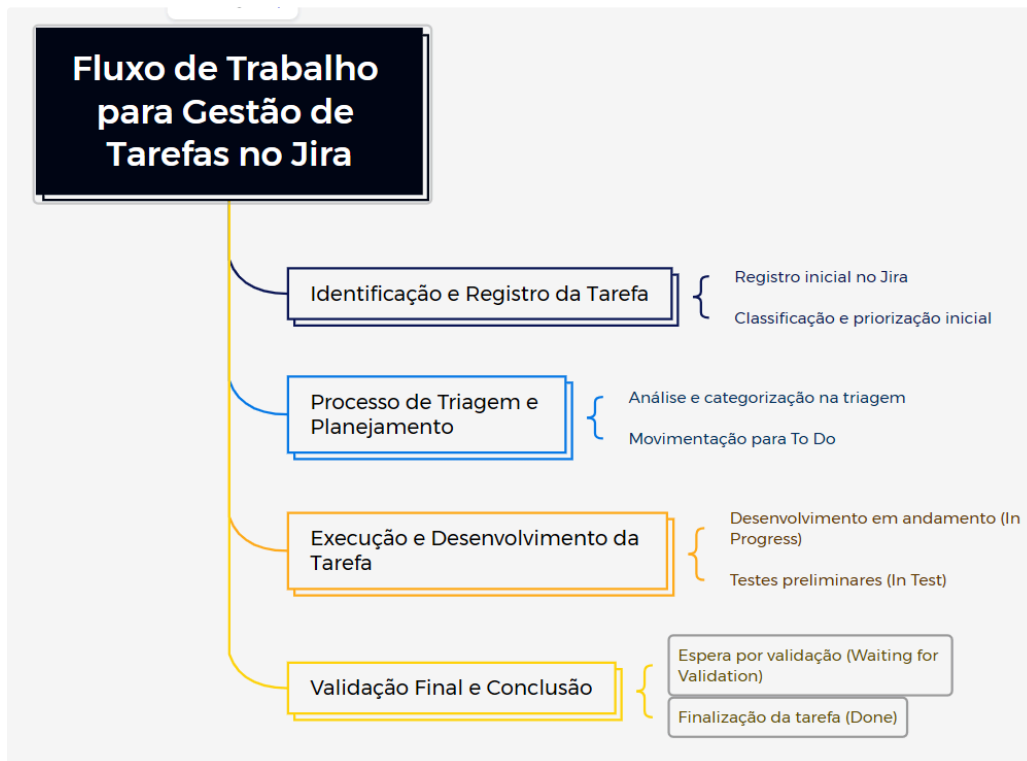 Fluxo de Trabalho
para Gestão de
Tarefas no Jira
Identificação e Registro da Tarefa
Registro inicial no Jira
Classificação e priorização inicial
Processo de Triagem e
Planejamento
Análise e categorização na triagem
Movimentação para To Do
Execução e Desenvolvimento da
Tarefa
Desenvolvimento em andamento (In
Progress)
Testes preliminares (In Test)
Validação Final e Conclusão
Espera por validação (Waiting for
Validation)
Finalização da tarefa (Done)